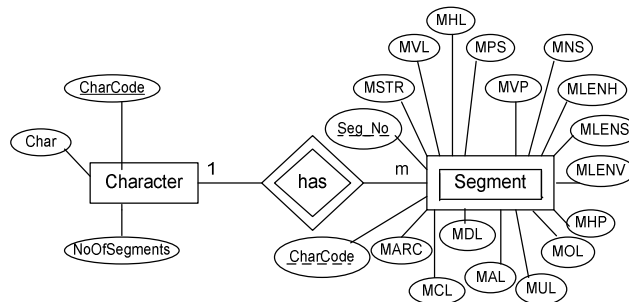 MHL
MVL
MPS
MNS
MSTR
MVP
MLENH
CharCode
Seg_No
MLENS
Char
1
m
MLENV
Character
has
Segment
MHP
NoOfSegments
CharCode
MARC
MDL
MOL
MCL
MAL
MUL